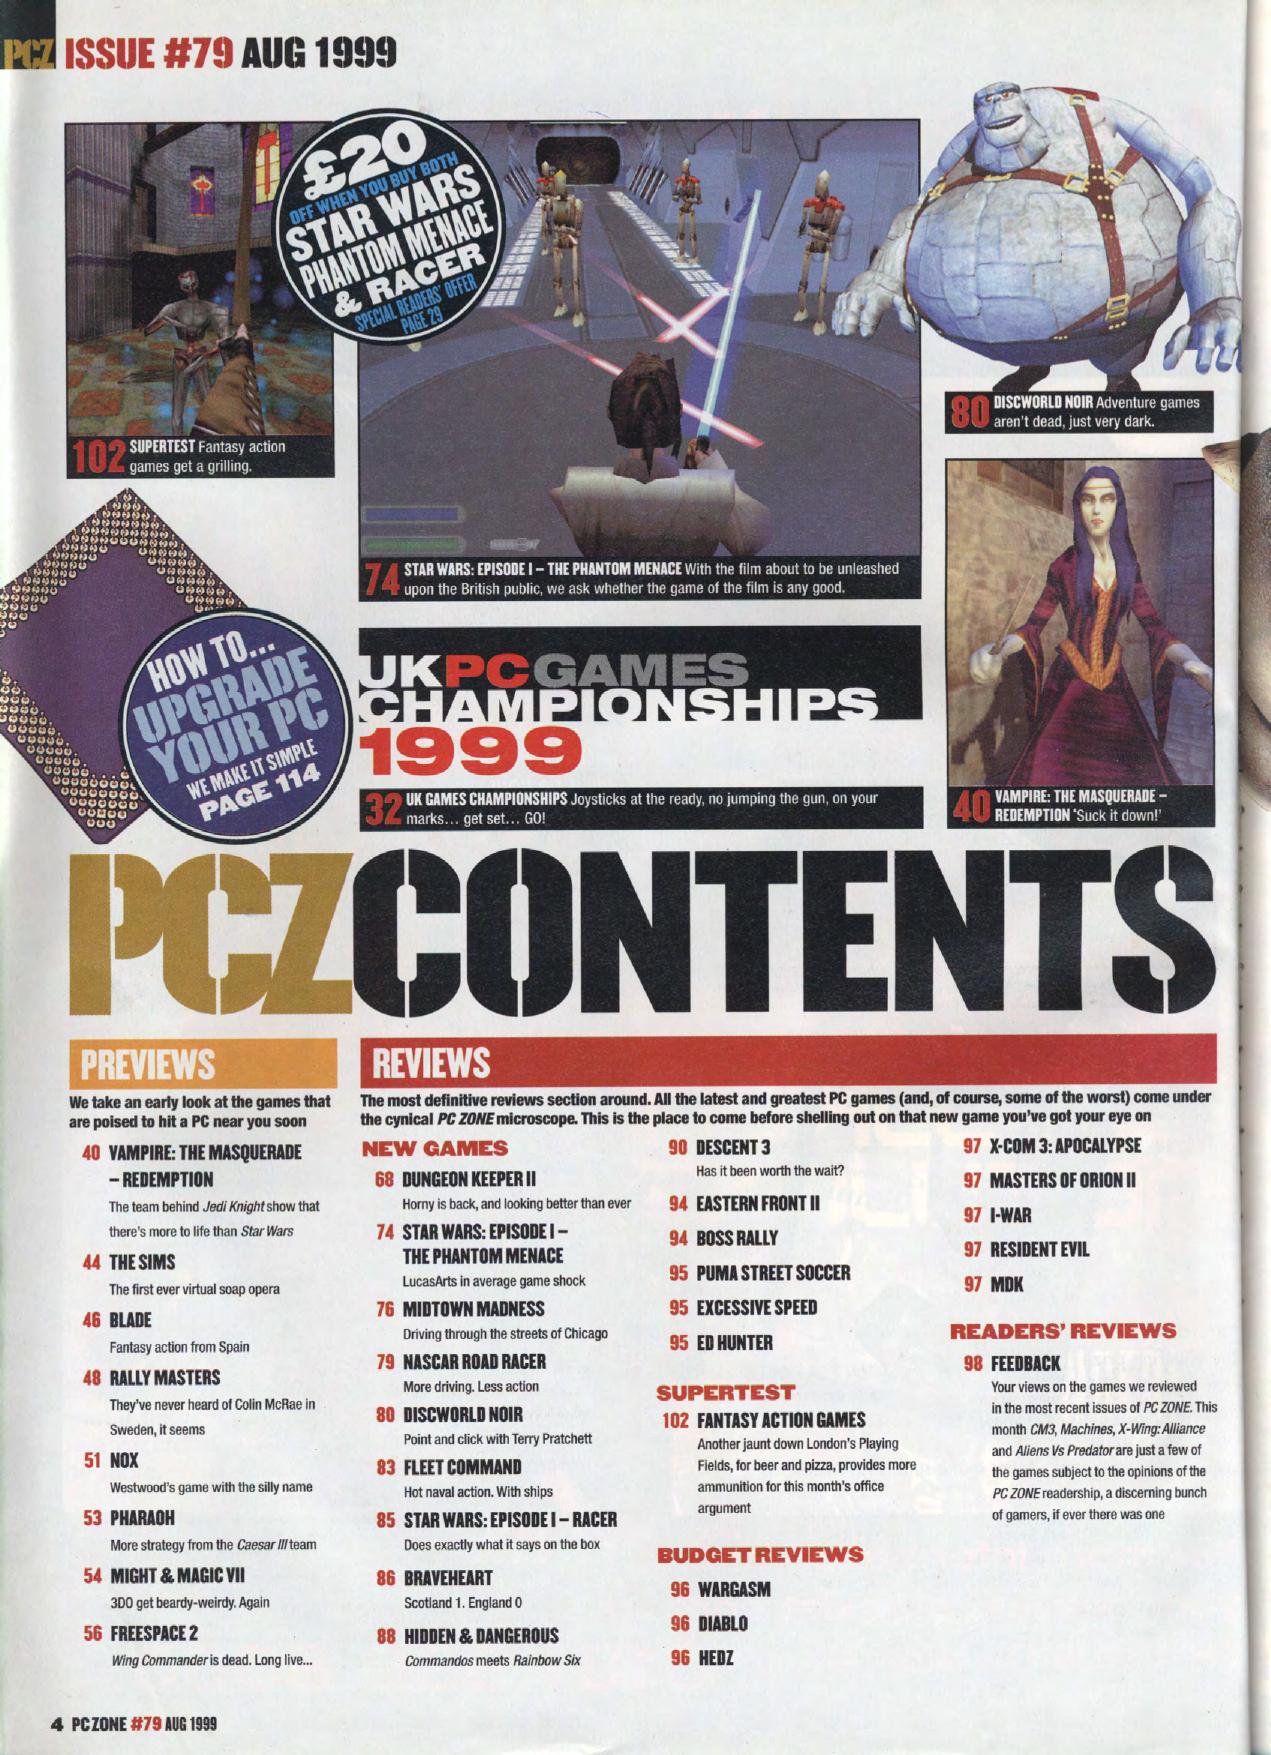 PCZ ISSUE #79 AUG 1999
£20
OFF WHEN YOU BUY BOTH
STAR WARS
PHANTOM MENACE
& RACER
SPECIAL READERS' OFFER
PAGE 29
102 SUPERTEST Fantasy action
games get a grilling.
74 STAR WARS: EPISODE I – THE PHANTOM MENACE With the film about to be unleashed
upon the British public, we ask whether the game of the film is any good.
80 DISCWORLD NOIR Adventure games
aren't dead, just very dark.
HOW TO...
UPGRADE
YOUR PC
WE MAKE IT SIMPLE
PAGE 114
UKPCGAMES
CHAMPIONSHIPS
1999
32 UK GAMES CHAMPIONSHIPS Joysticks at the ready, no jumping the gun, on your
marks... get set... GO!
40 VAMPIRE: THE MASQUERADE –
REDEMPTION 'Suck it down!'
PCZCONTENTS
PREVIEWS
We take an early look at the games that
are poised to hit a PC near you soon
40 VAMPIRE: THE MASQUERADE
– REDEMPTION
The team behind Jedi Knight show that
there's more to life than Star Wars
44 THE SIMS
The first ever virtual soap opera
46 BLADE
Fantasy action from Spain
48 RALLY MASTERS
They've never heard of Colin McRae in
Sweden, it seems
51 NOX
Westwood's game with the silly name
53 PHARAOH
More strategy from the Caesar III team
54 MIGHT & MAGIC VII
3DO get beardy-weirdy. Again
56 FREESPACE 2
Wing Commander is dead. Long live...
REVIEWS
The most definitive reviews section around. All the latest and greatest PC games (and, of course, some of the worst) come under
the cynical PC ZONE microscope. This is the place to come before shelling out on that new game you've got your eye on
NEW GAMES
68 DUNGEON KEEPER II
Horny is back, and looking better than ever
74 STAR WARS: EPISODE I –
THE PHANTOM MENACE
LucasArts in average game shock
76 MIDTOWN MADNESS
Driving through the streets of Chicago
79 NASCAR ROAD RACER
More driving. Less action
80 DISCWORLD NOIR
Point and click with Terry Pratchett
83 FLEET COMMAND
Hot naval action. With ships
85 STAR WARS: EPISODE I – RACER
Does exactly what it says on the box
86 BRAVEHEART
Scotland 1. England 0
88 HIDDEN & DANGEROUS
Commandos meets Rainbow Six
90 DESCENT 3
Has it been worth the wait?
94 EASTERN FRONT II
94 BOSS RALLY
95 PUMA STREET SOCCER
95 EXCESSIVE SPEED
95 ED HUNTER
SUPERTEST
102 FANTASY ACTION GAMES
Another jaunt down London's Playing
Fields, for beer and pizza, provides more
ammunition for this month's office
argument
BUDGET REVIEWS
96 WARGASM
96 DIABLO
96 HEDZ
97 X-COM 3: APOCALYPSE
97 MASTERS OF ORION II
97 I-WAR
97 RESIDENT EVIL
97 MDK
READERS' REVIEWS
98 FEEDBACK
Your views on the games we reviewed
in the most recent issues of PC ZONE. This
month CM3, Machines, X-Wing: Alliance
and Aliens Vs Predator are just a few of
the games subject to the opinions of the
PC ZONE readership, a discerning bunch
of gamers, if ever there was one
4 PC ZONE #79 AUG 1999